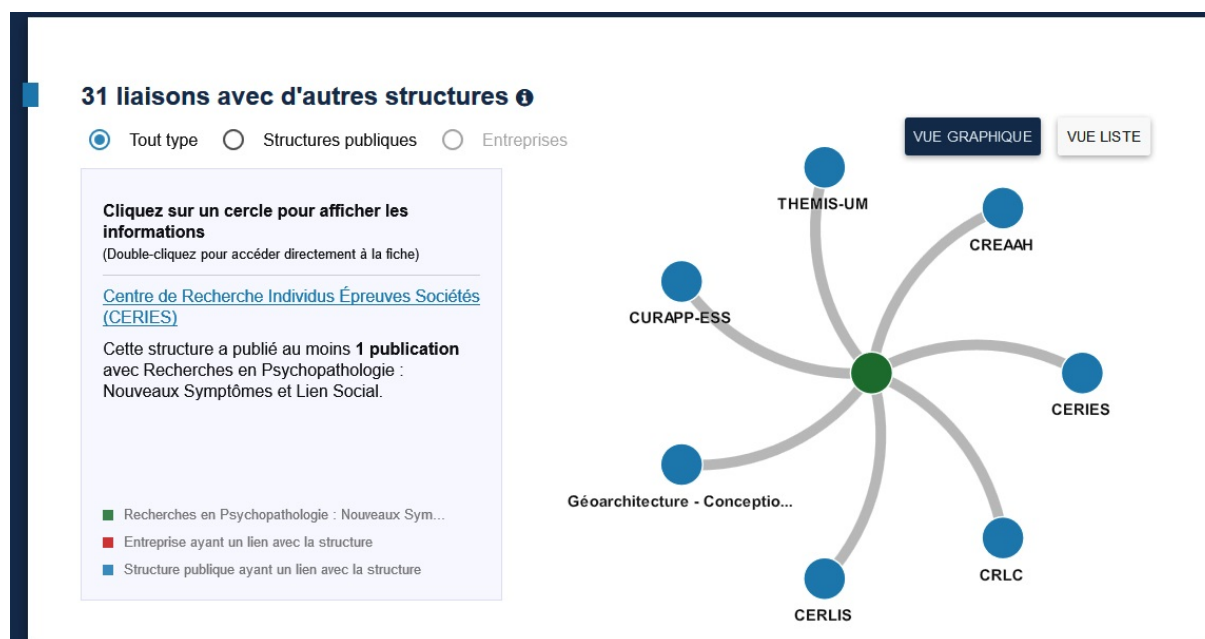 31 liaisons avec d'autres structures
Tout type Structures publiques Entreprises
VUE GRAPHIQUE VUE LISTE
Cliquez sur un cercle pour afficher les
informations
(Double-cliquez pour accéder directement à la fiche)
Centre de Recherche Individus Épreuves Sociétés
(CERIES)
Cette structure a publié au moins 1 publication
avec Recherches en Psychopathologie :
Nouveaux Symptômes et Lien Social.
Recherches en Psychopathologie : Nouveaux Sym...
Entreprise ayant un lien avec la structure
Structure publique ayant un lien avec la structure
THEMIS-UM
CREAAH
CURAPP-ESS
CERIES
Géoarchitecture - Conceptio...
CRLC
CERLIS